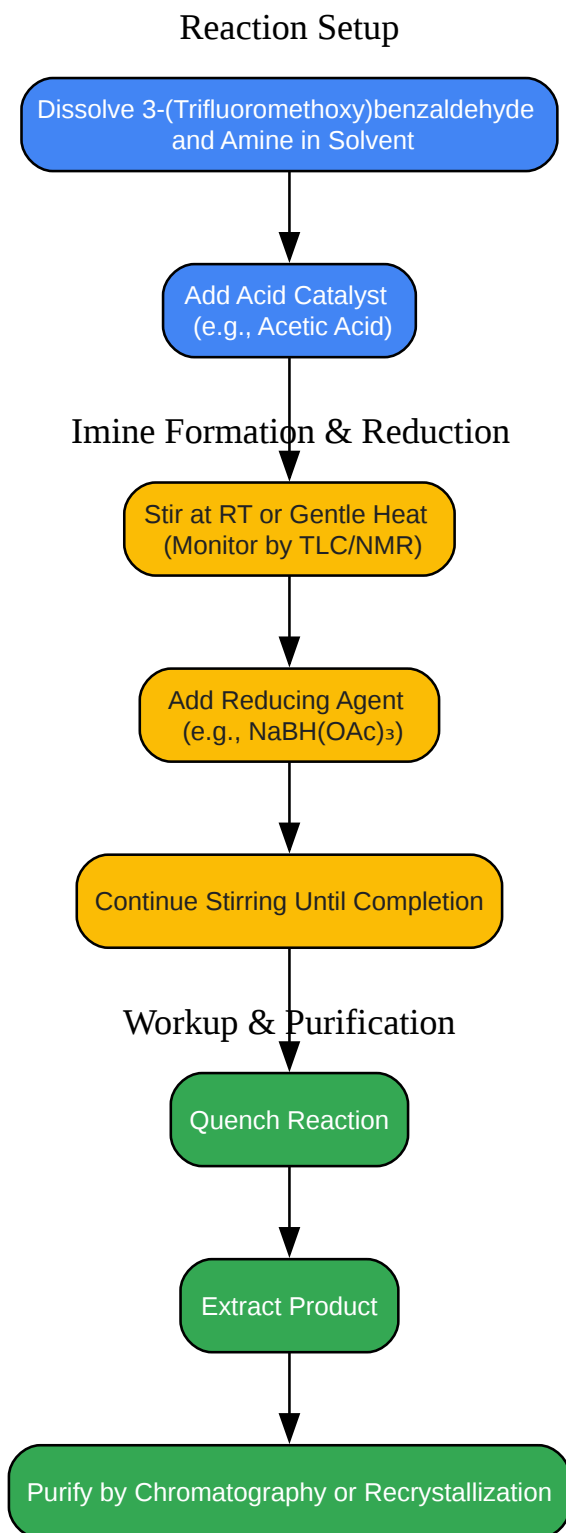 Reaction Setup
Dissolve 3-(Trifluoromethoxy)benzaldehyde
and Amine in Solvent
Add Acid Catalyst
(e.g., Acetic Acid)
Imine Formation & Reduction
Stir at RT or Gentle Heat
(Monitor by TLC/NMR)
Add Reducing Agent
(e.g., NaBH(OAc)₃)
Continue Stirring Until Completion
Workup & Purification
Quench Reaction
Extract Product
Purify by Chromatography or Recrystallization